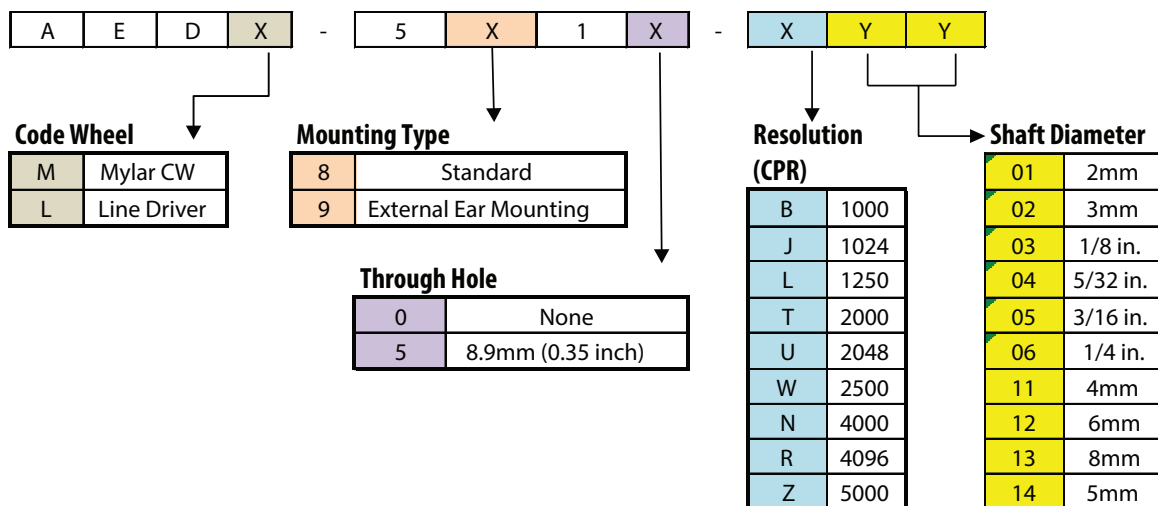 A E D X - 5 X 1 X - X Y Y
Code Wheel
M Mylar CW
L Line Driver
Mounting Type
8 Standard
9 External Ear Mounting
Through Hole
0 None
5 8.9mm (0.35 inch)
Resolution
(CPR)
B 1000
J 1024
L 1250
T 2000
U 2048
W 2500
N 4000
R 4096
Z 5000
Shaft Diameter
01 2mm
02 3mm
03 1/8 in.
04 5/32 in.
05 3/16 in.
06 1/4 in.
11 4mm
12 6mm
13 8mm
14 5mm